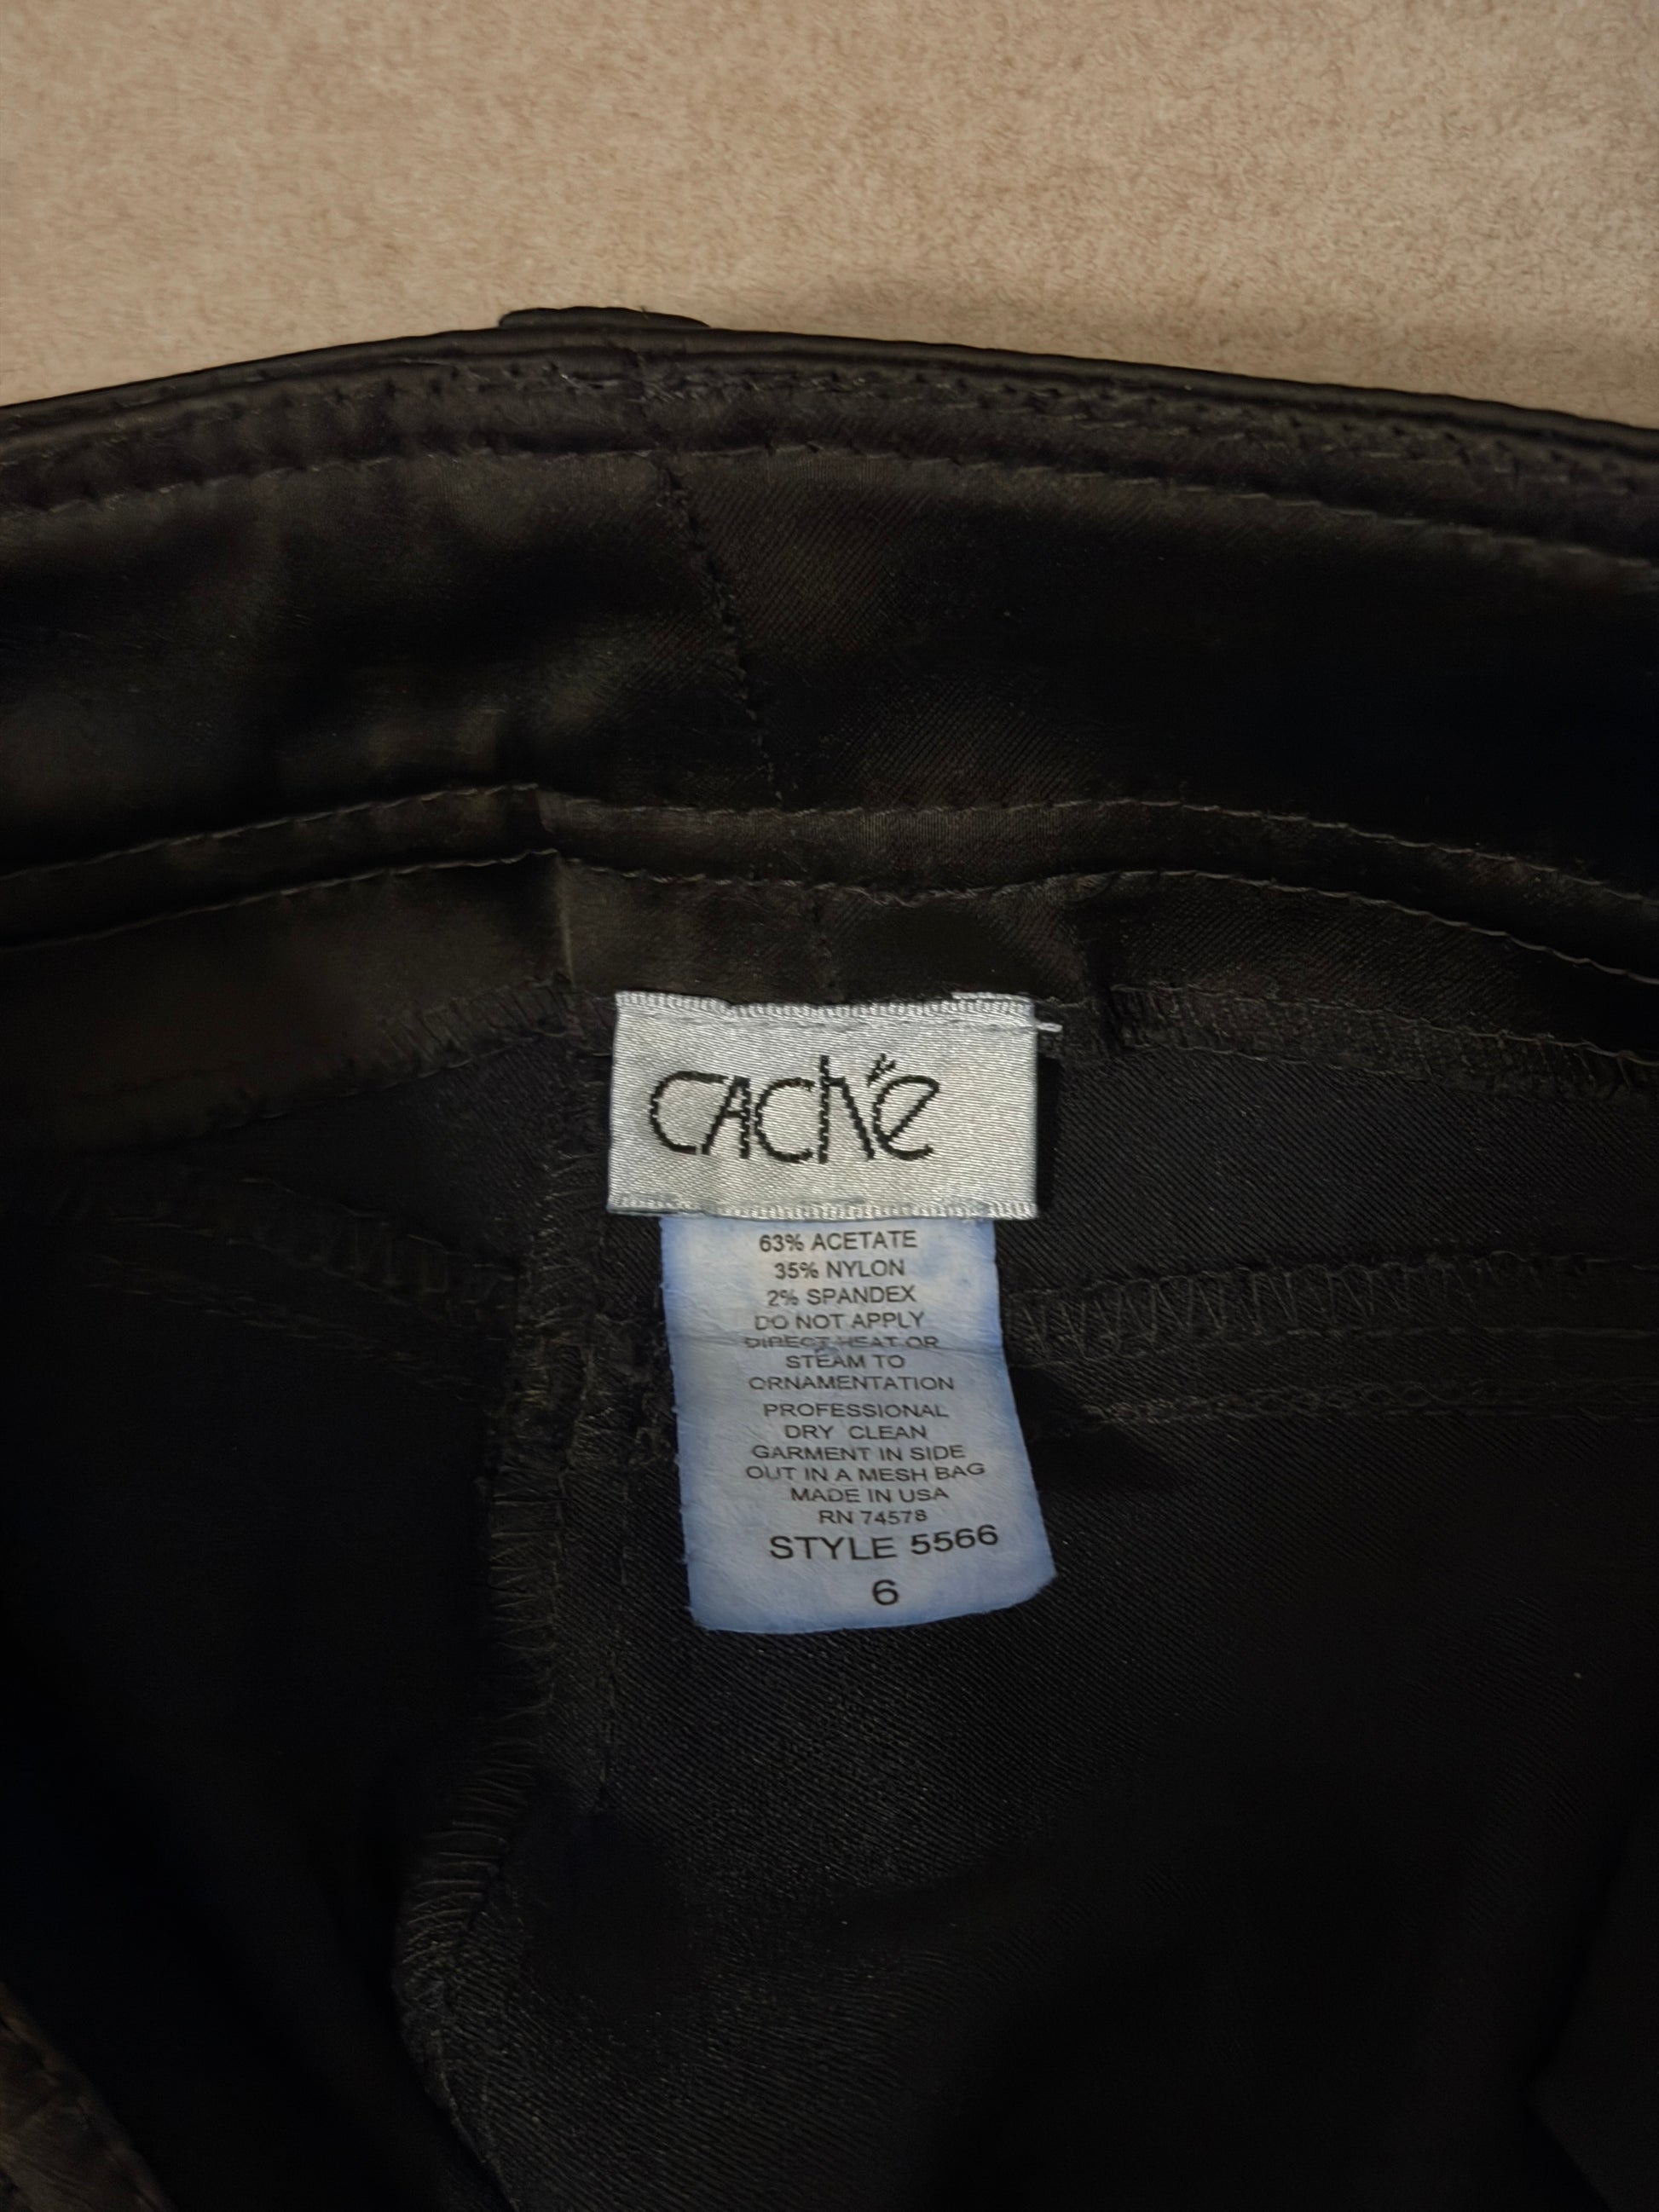 Caché
63% ACETATE
35% NYLON
2% SPANDEX
DO NOT APPLY
DIRECT HEAT OR
STEAM TO
ORNAMENTATION
PROFESSIONAL
DRY CLEAN
GARMENT IN SIDE
OUT IN A MESH BAG
MADE IN USA
RN 74578
STYLE 5566
6